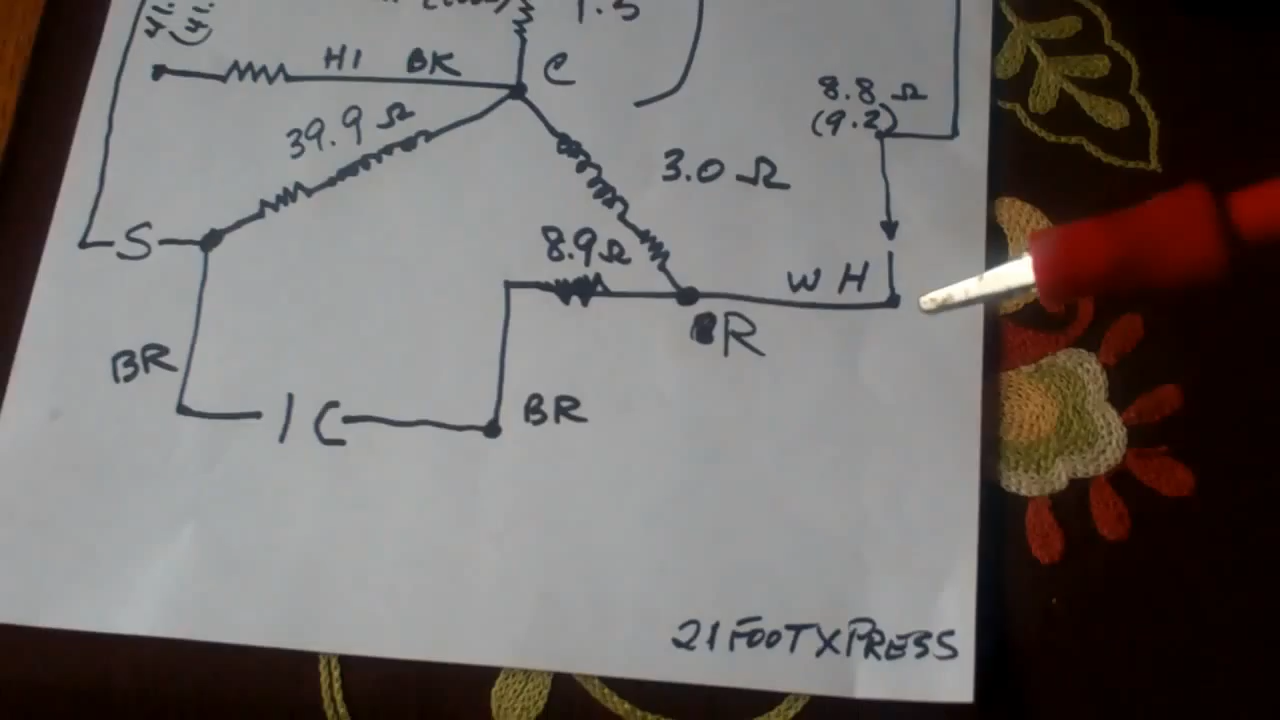 1.5
HI BK C
8.8 Ω
(9.2)
39.9 Ω
3.0 Ω
S
8.9Ω
WH
R
BR
IC
BR
21FOOTXPRESS